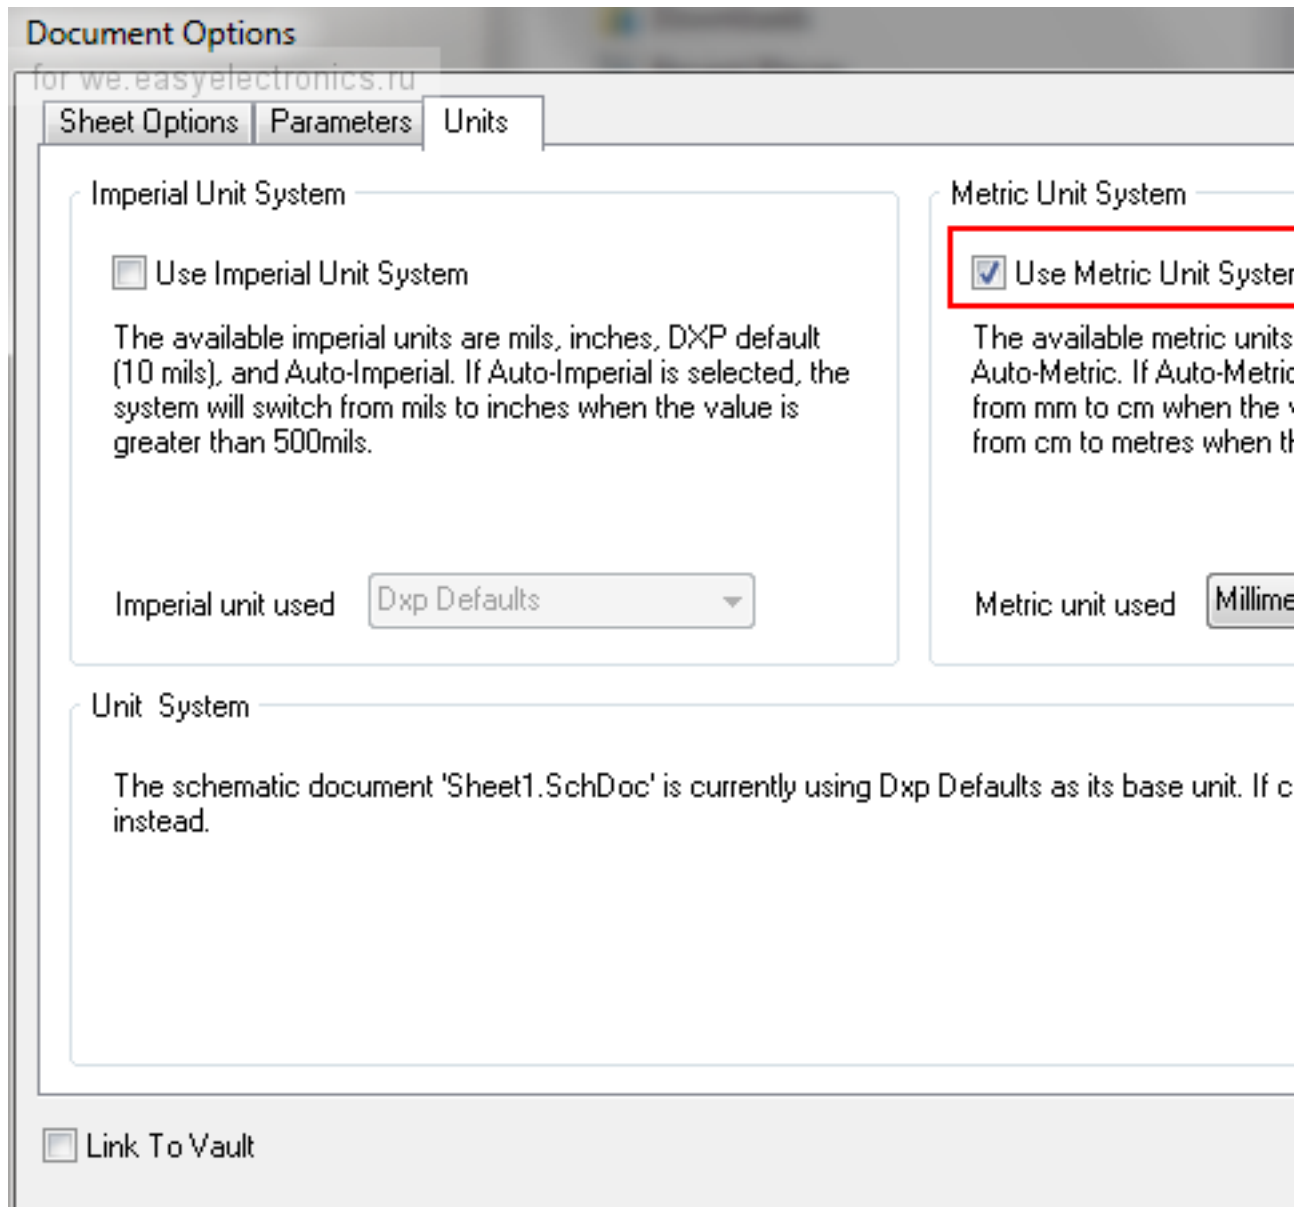 Document Options
for we.easyelectronics.ru
Sheet Options Parameters Units
Imperial Unit System
Use Imperial Unit System
The available imperial units are mils, inches, DXP default
(10 mils), and Auto-Imperial. If Auto-Imperial is selected, the
system will switch from mils to inches when the value is
greater than 500mils.
Imperial unit used Dxp Defaults
Metric Unit System
Use Metric Unit System
The available metric units
Auto-Metric. If Auto-Metric
from mm to cm when the
from cm to metres when
Metric unit used Millime
Unit System
The schematic document 'Sheet1.SchDoc' is currently using Dxp Defaults as its base unit. If
instead.
Link To Vault